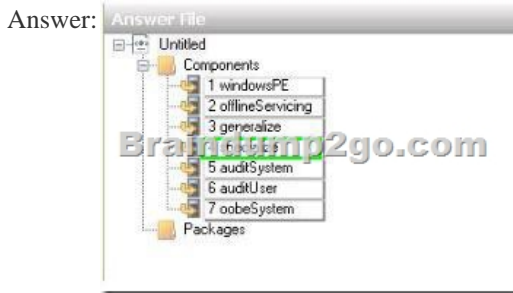 Answer:
Answer File
Untitled
Components
1 windowsPE
2 offlineServicing
3 generalize
Braindump2go.com
5 auditSystem
6 auditUser
7 oobeSystem
Packages